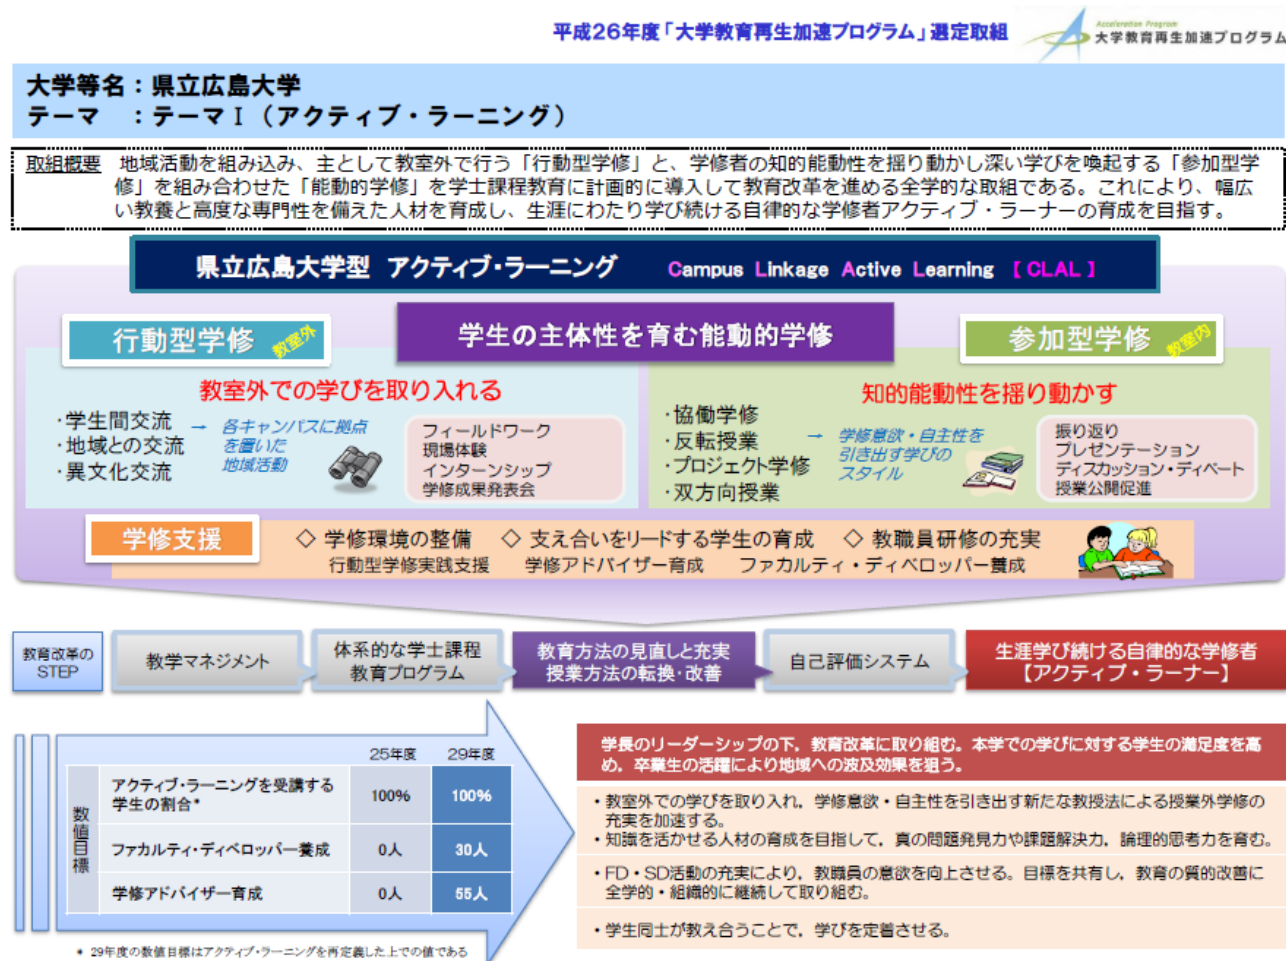 平成26年度「大学教育再生加速プログラム」選定取組
Acceleration Program
大学教育再生加速プログラム
大学等名：県立広島大学
テーマ　：テーマⅠ（アクティブ・ラーニング）
取組概要　地域活動を組み込み、主として教室外で行う「行動型学修」と、学修者の知的能動性を揺り動かし深い学びを喚起する「参加型学
修」を組み合わせた「能動的学修」を学士課程教育に計画的に導入して教育改革を進める全学的な取組である。これにより、幅広
い教養と高度な専門性を備えた人材を育成し、生涯にわたり学び続ける自律的な学修者アクティブ・ラーナーの育成を目指す。
県立広島大学型 アクティブ・ラーニング　Campus Linkage Active Learning【CLAL】
学生の主体性を育む能動的学修
行動型学修 教室外
教室外での学びを取り入れる
・学生間交流
・地域との交流
・異文化交流
→ 各キャンパスに拠点
を置いた
地域活動
フィールドワーク
現場体験
インターンシップ
学修成果発表会
参加型学修 教室内
知的能動性を揺り動かす
・協働学修
・反転授業
・プロジェクト学修
・双方向授業
→ 学修意欲・自主性を
引き出す学びの
スタイル
振り返り
プレゼンテーション
ディスカッション・ディベート
授業公開促進
学修支援
◇ 学修環境の整備　◇ 支え合いをリードする学生の育成　◇ 教職員研修の充実
行動型学修実践支援　学修アドバイザー育成　ファカルティ・ディベロッパー養成
教育改革の
STEP
教学マネジメント
体系的な学士課程
教育プログラム
教育方法の見直しと充実
授業方法の転換・改善
自己評価システム
生涯学び続ける自律的な学修者
【アクティブ・ラーナー】
25年度　29年度
数値目標
アクティブ・ラーニングを受講する
学生の割合*　100%　100%
ファカルティ・ディベロッパー養成　0人　30人
学修アドバイザー育成　0人　55人
* 29年度の数値目標はアクティブ・ラーニングを再定義した上での値である
学長のリーダーシップの下，教育改革に取り組む。本学での学びに対する学生の満足度を高
め，卒業生の活躍により地域への波及効果を狙う。
・教室外での学びを取り入れ，学修意欲・自主性を引き出す新たな教授法による授業外学修の
充実を加速する。
・知識を活かせる人材の育成を目指して，真の問題発見力や課題解決力，論理的思考力を育む。
・FD・SD活動の充実により，教職員の意欲を向上させる。目標を共有し，教育の質的改善に
全学的・組織的に継続して取り組む。
・学生同士が教え合うことで，学びを定着させる。